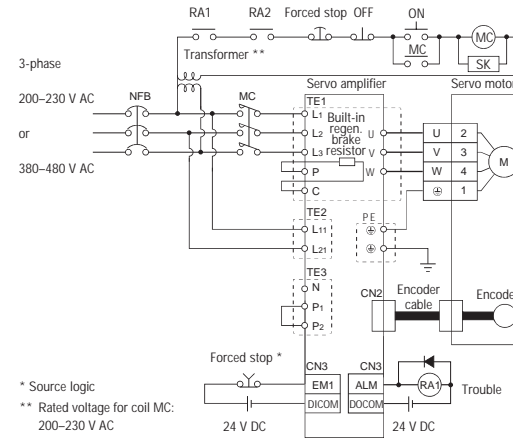 RA1 RA2 Forced stop OFF ON
MC
MC
SK
Transformer **
3-phase
200–230 V AC
or
380–480 V AC
NFB
MC
Servo amplifier
Servo motor
TE1
L1
L2
L3
P
C
Built-in
regen.
brake
resistor
U
V
W
U 2
V 3
W 4
1
M
TE2
L11
L21
PE
TE3
N
P1
P2
CN2
Encoder
cable
Encode
Forced stop *
CN3
EM1
DICOM
CN3
ALM
DOCOM
RA1
Trouble
24 V DC
24 V DC
* Source logic
** Rated voltage for coil MC:
200–230 V AC